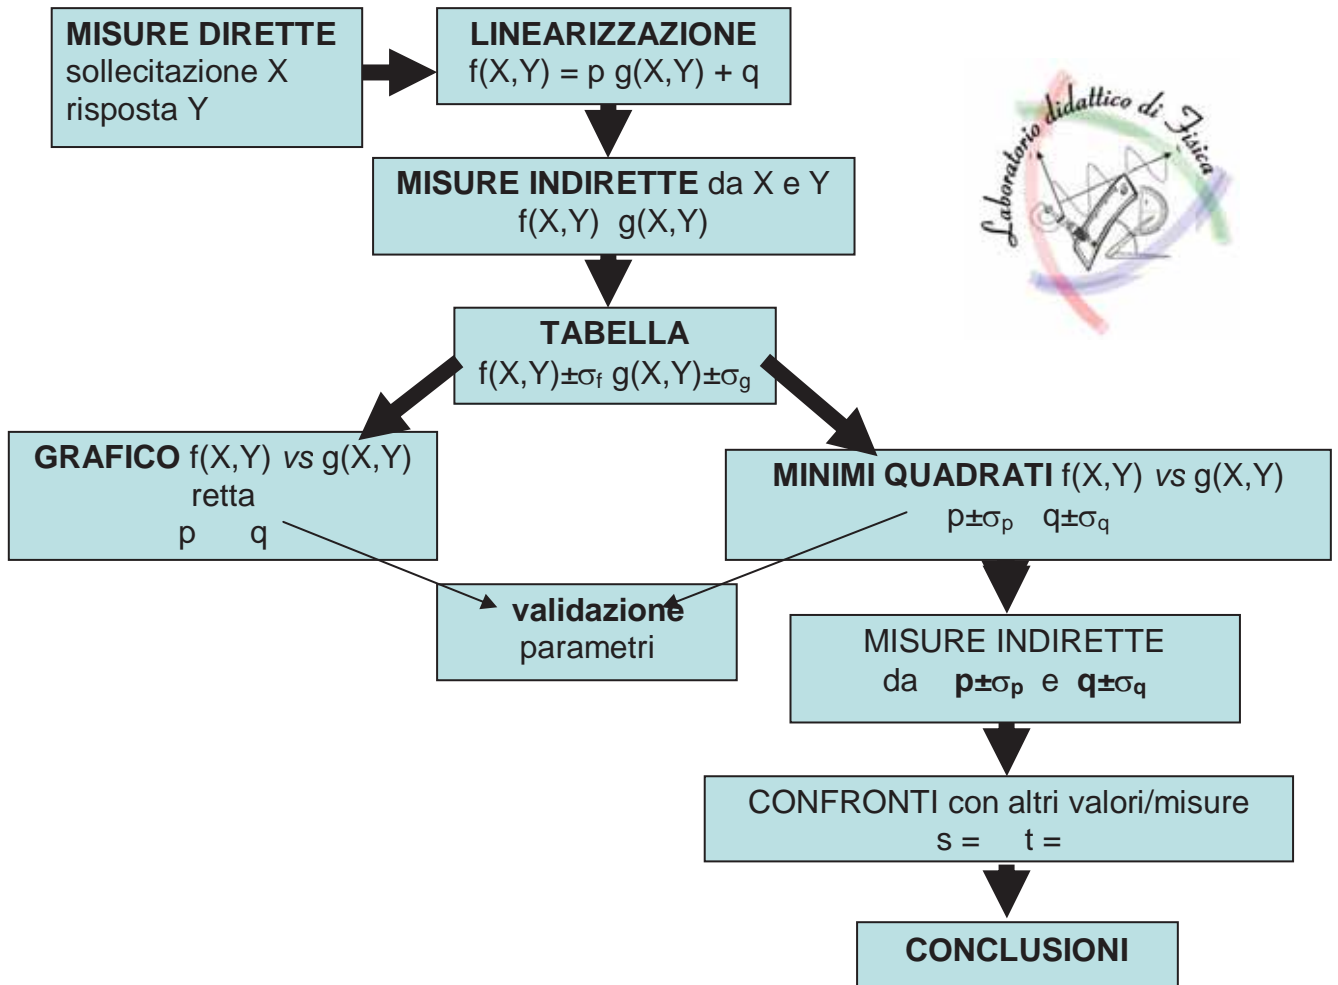 MISURE DIRETTE
sollecitazione X
risposta Y
LINEARIZZAZIONE
f(X,Y) = p g(X,Y) + q
Laboratorio didattico di Fisica
MISURE INDIRETTE da X e Y
f(X,Y) g(X,Y)
TABELLA
f(X,Y)±σf g(X,Y)±σg
GRAFICO f(X,Y) vs g(X,Y)
retta
p q
MINIMI QUADRATI f(X,Y) vs g(X,Y)
p±σp q±σq
validazione
parametri
MISURE INDIRETTE
da p±σp e q±σq
CONFRONTI con altri valori/misure
s = t =
CONCLUSIONI